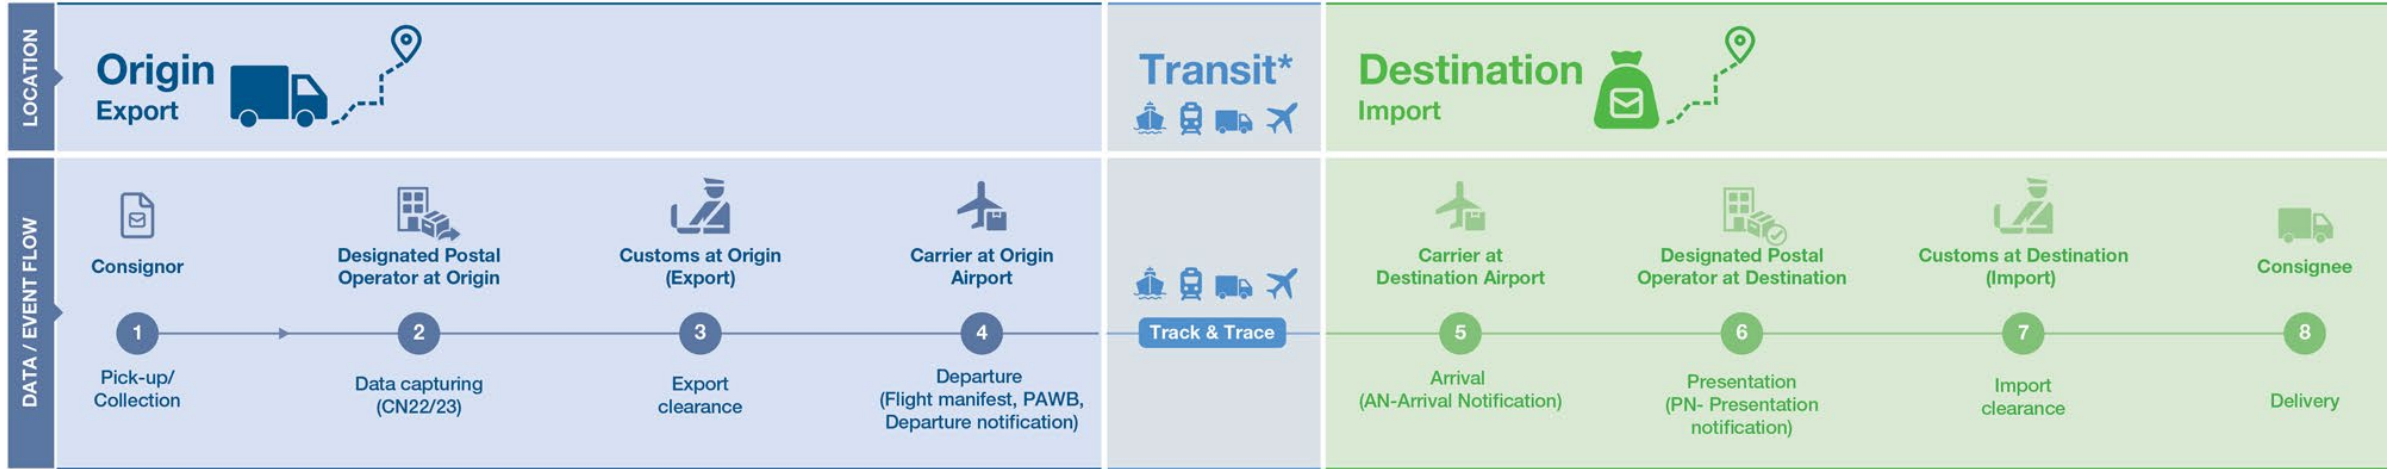 LOCATION
Origin
Export
Transit*
Destination
Import
DATA / EVENT FLOW
Consignor
1
Pick-up/
Collection
Designated Postal
Operator at Origin
2
Data capturing
(CN22/23)
Customs at Origin
(Export)
3
Export
clearance
Carrier at Origin
Airport
4
Departure
(Flight manifest, PAWB,
Departure notification)
Track & Trace
Carrier at
Destination Airport
5
Arrival
(AN-Arrival Notification)
Designated Postal
Operator at Destination
6
Presentation
(PN- Presentation
notification)
Customs at Destination
(Import)
7
Import
clearance
Consignee
8
Delivery